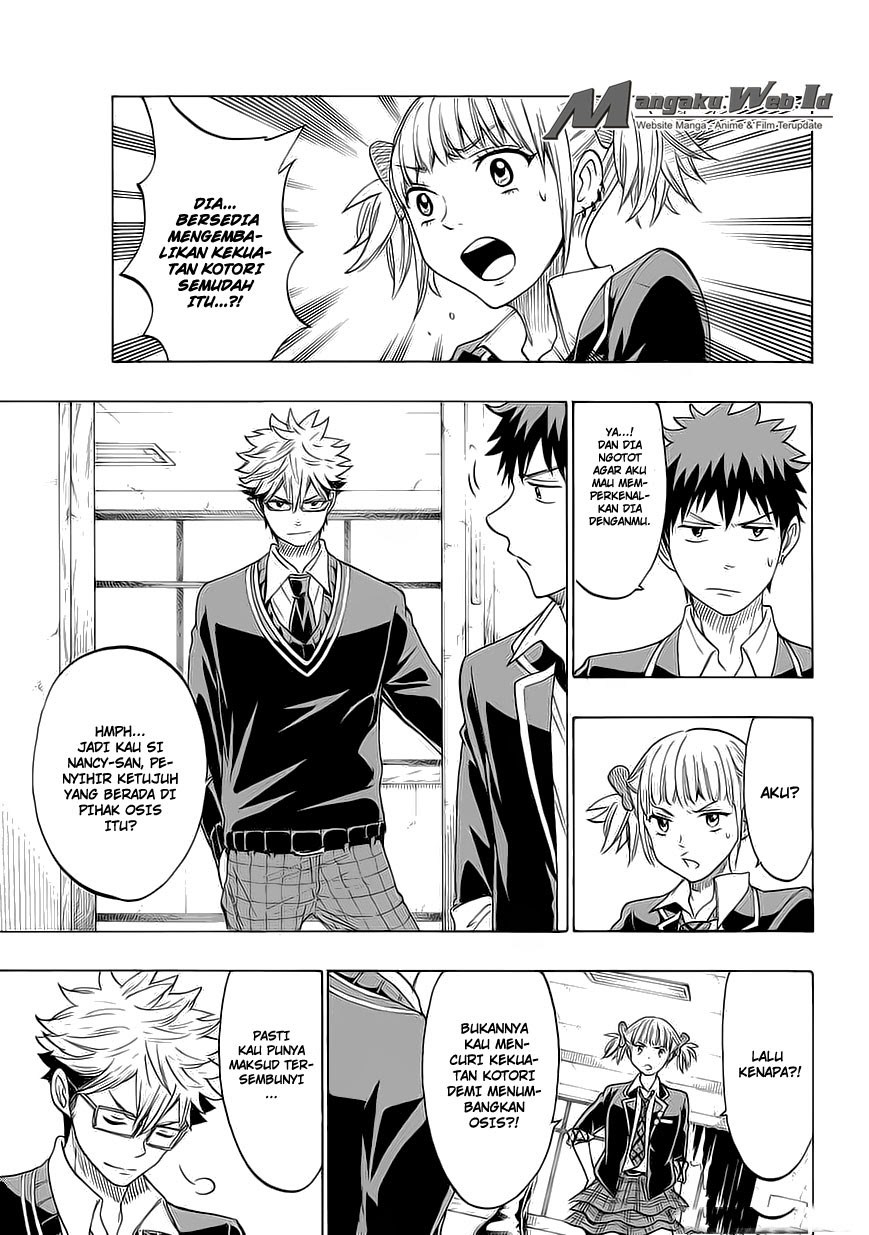 Mangaku.Web.Id
Website Manga, Anime & Film Terupdate
DIA...
BERSEDIA
MENGEMBA-
LIKAN KEKUA-
TAN KOTORI
SEMUDAH
ITU...?!
YA...!
DAN DIA
NGOTOT
AGAR AKU
MAU MEM-
PERKENAL-
KAN DIA
DENGANMU.
HMPH...
JADI KAU SI
NANCY-SAN, PE-
NYIHIR KETUJUH
YANG BERADA DI
PIHAK OSIS
ITU?
AKU?
LALU
KENAPA?!
BUKANNYA
KAU MEN-
CURI KEKUA-
TAN KOTORI
DEMI MENUM-
BANGKAN
OSIS?!
PASTI
KAU PUNYA
MAKSUD TER-
SEMBUNYI
...